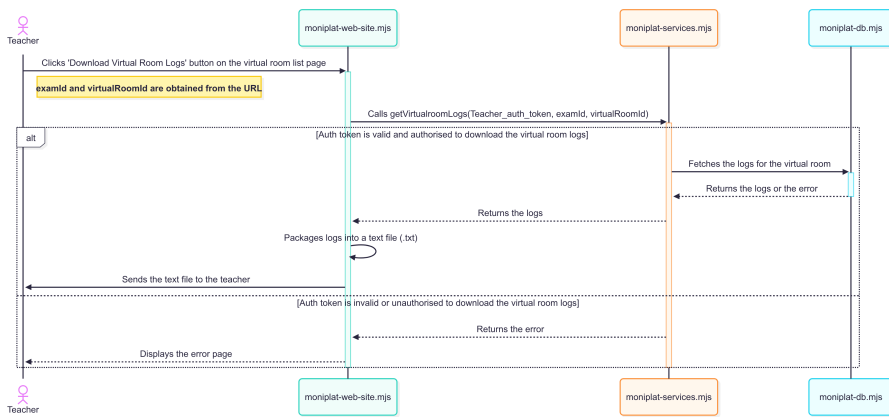 moniplat-web-site.mjs
moniplat-services.mjs
moniplat-db.mjs
Teacher
Clicks 'Download Virtual Room Logs' button on the virtual room list page
examId and virtualRoomId are obtained from the URL
Calls getVirtualroomLogs(Teacher_auth_token, examId, virtualRoomId)
alt
[Auth token is valid and authorised to download the virtual room logs]
Fetches the logs for the virtual room
Returns the logs or the error
Returns the logs
Packages logs into a text file (.txt)
Sends the text file to the teacher
[Auth token is invalid or unauthorised to download the virtual room logs]
Returns the error
Displays the error page
Teacher
moniplat-web-site.mjs
moniplat-services.mjs
moniplat-db.mjs